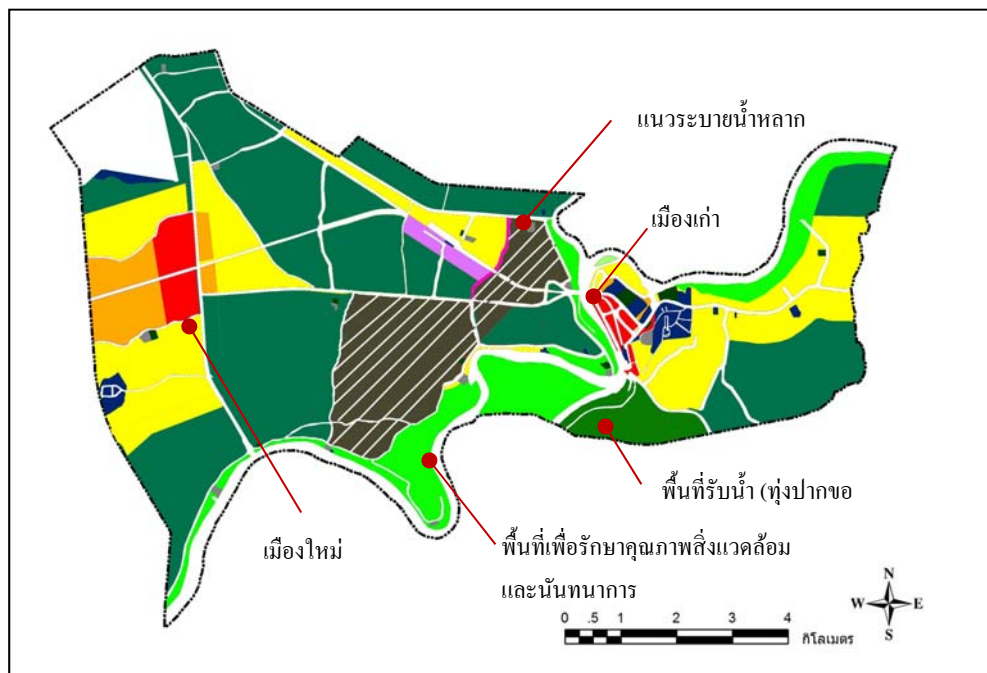 แนวระบายน้ำหลาก
เมืองเก่า
พื้นที่รับน้ำ (ทุ่งปากขอ
เมืองใหม่
พื้นที่เพื่อรักษาคุณภาพสิ่งแวดล้อม
และนันทนาการ
N
W E
S
0 .5 1 2 3 4
กิโลเมตร